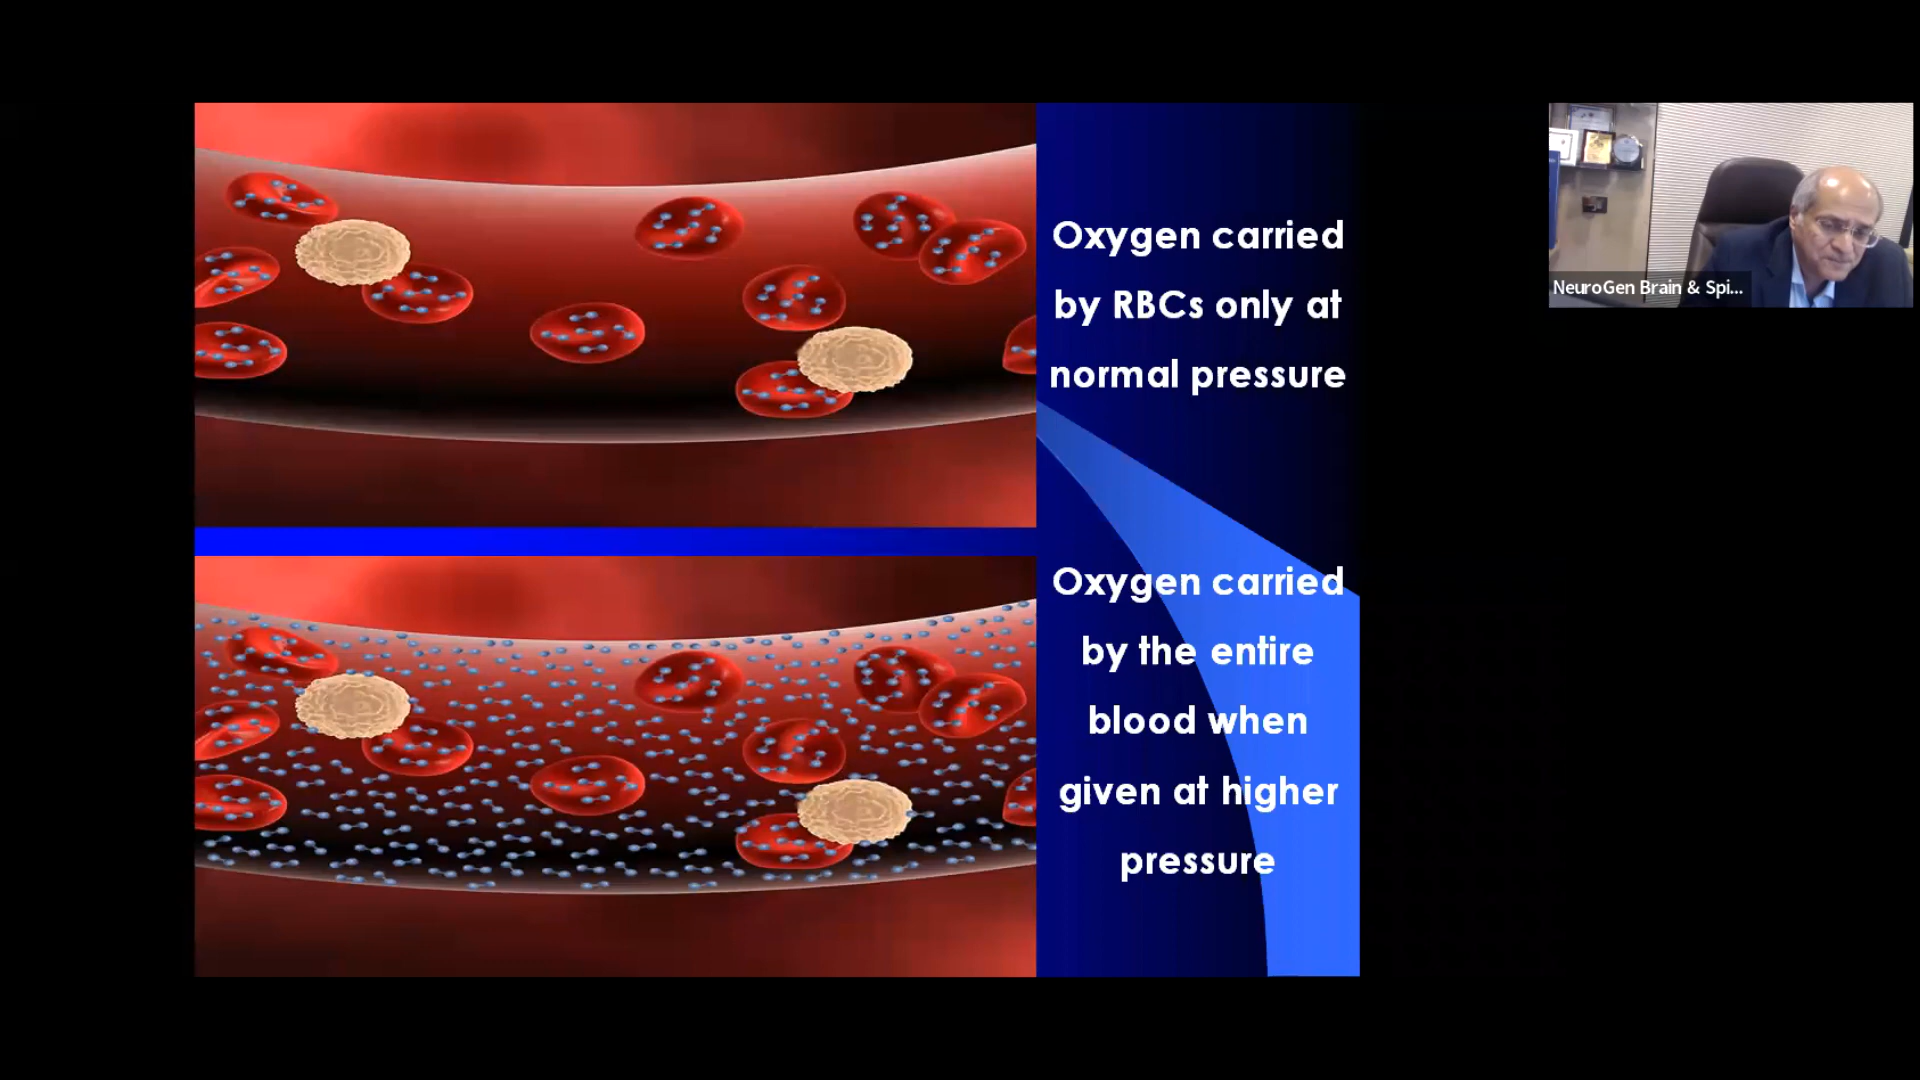 Oxygen carried
by RBCs only at
normal pressure
Oxygen carried
by the entire
blood when
given at higher
pressure
NeuroGen Brain & Spi...